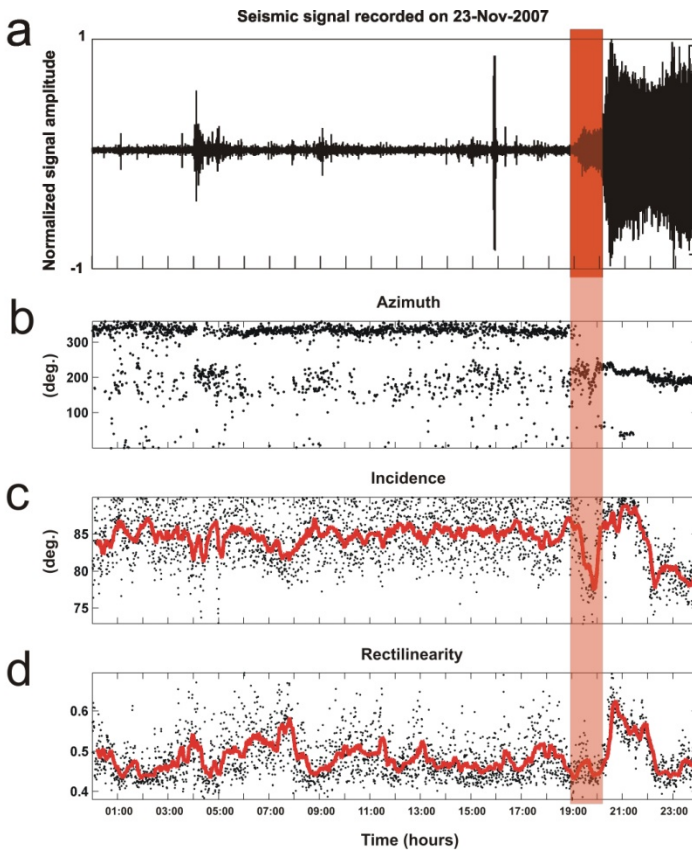 Seismic signal recorded on 23-Nov-2007
a
1
Normalized signal amplitude
-1
b
Azimuth
(deg.)
300
200
100
c
Incidence
(deg.)
85
80
75
d
Rectilinearity
0.6
0.5
0.4
01:00 03:00 05:00 07:00 09:00 11:00 13:00 15:00 17:00 19:00 21:00 23:00
Time (hours)